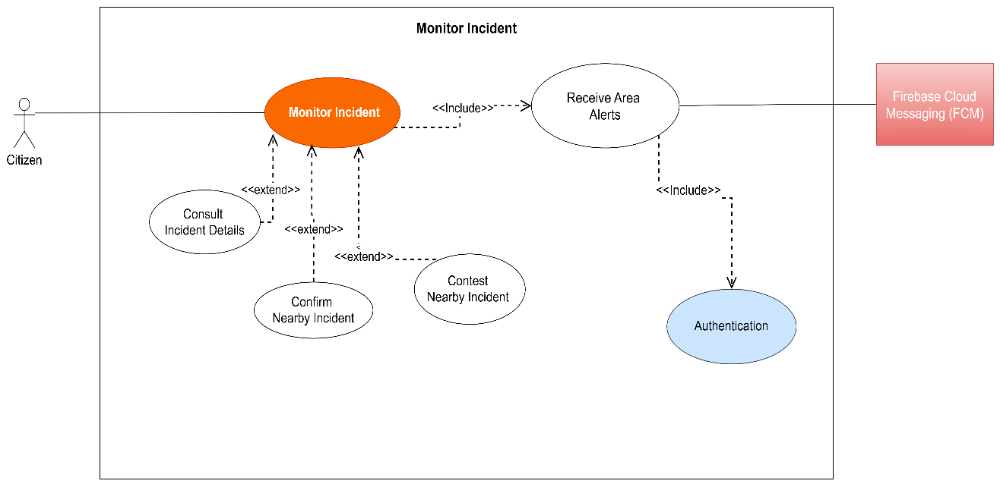 Monitor Incident
Citizen
Monitor Incident
<<Include>>
Receive Area
Alerts
Firebase Cloud
Messaging (FCM)
<<extend>>
<<Include>>
Consult
Incident Details
<<extend>>
<
<<extend>>
Contest
Nearby Incident
Confirm
Nearby Incident
Authentication